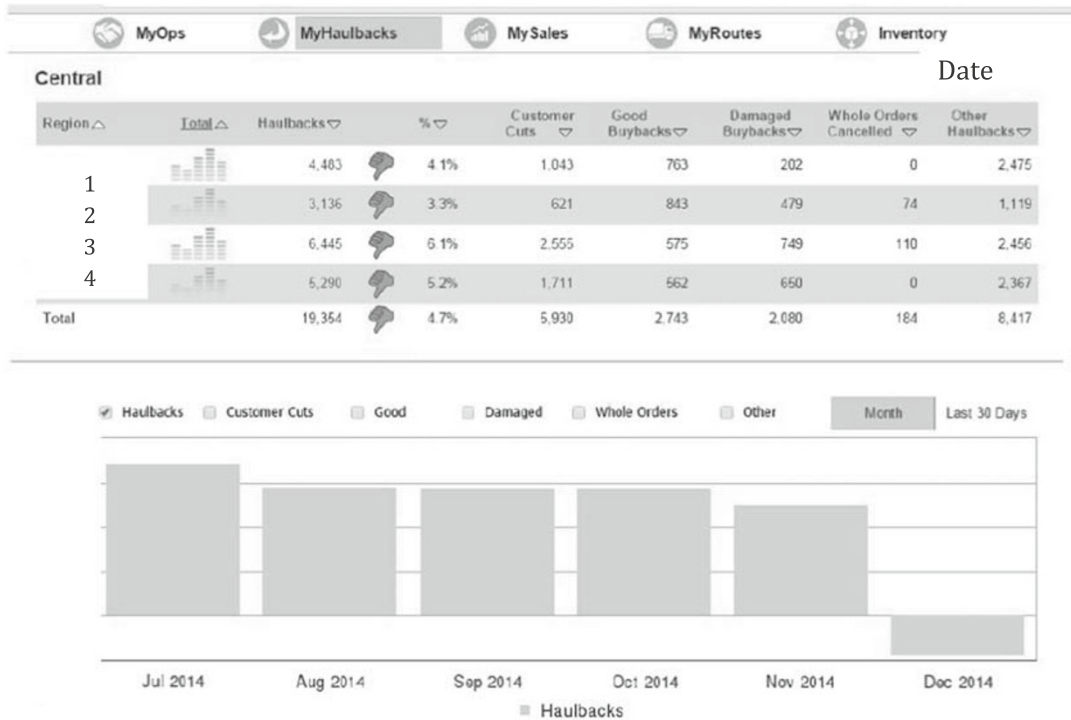 MyOps MyHaulbacks MySales MyRoutes Inventory
Central Date
Region Total Haulbacks % Customer Cuts Good Buybacks Damaged Buybacks Whole Orders Cancelled Other Haulbacks
1 4,483 4.1% 1,043 763 202 0 2,475
2 3,136 3.3% 621 843 479 74 1,119
3 6,445 6.1% 2,555 575 749 110 2,456
4 5,290 5.2% 1,711 562 650 0 2,367
Total 19,354 4.7% 5,930 2,743 2,080 184 8,417
Haulbacks Customer Cuts Good Damaged Whole Orders Other Month Last 30 Days
Jul 2014 Aug 2014 Sep 2014 Oct 2014 Nov 2014 Dec 2014
Haulbacks